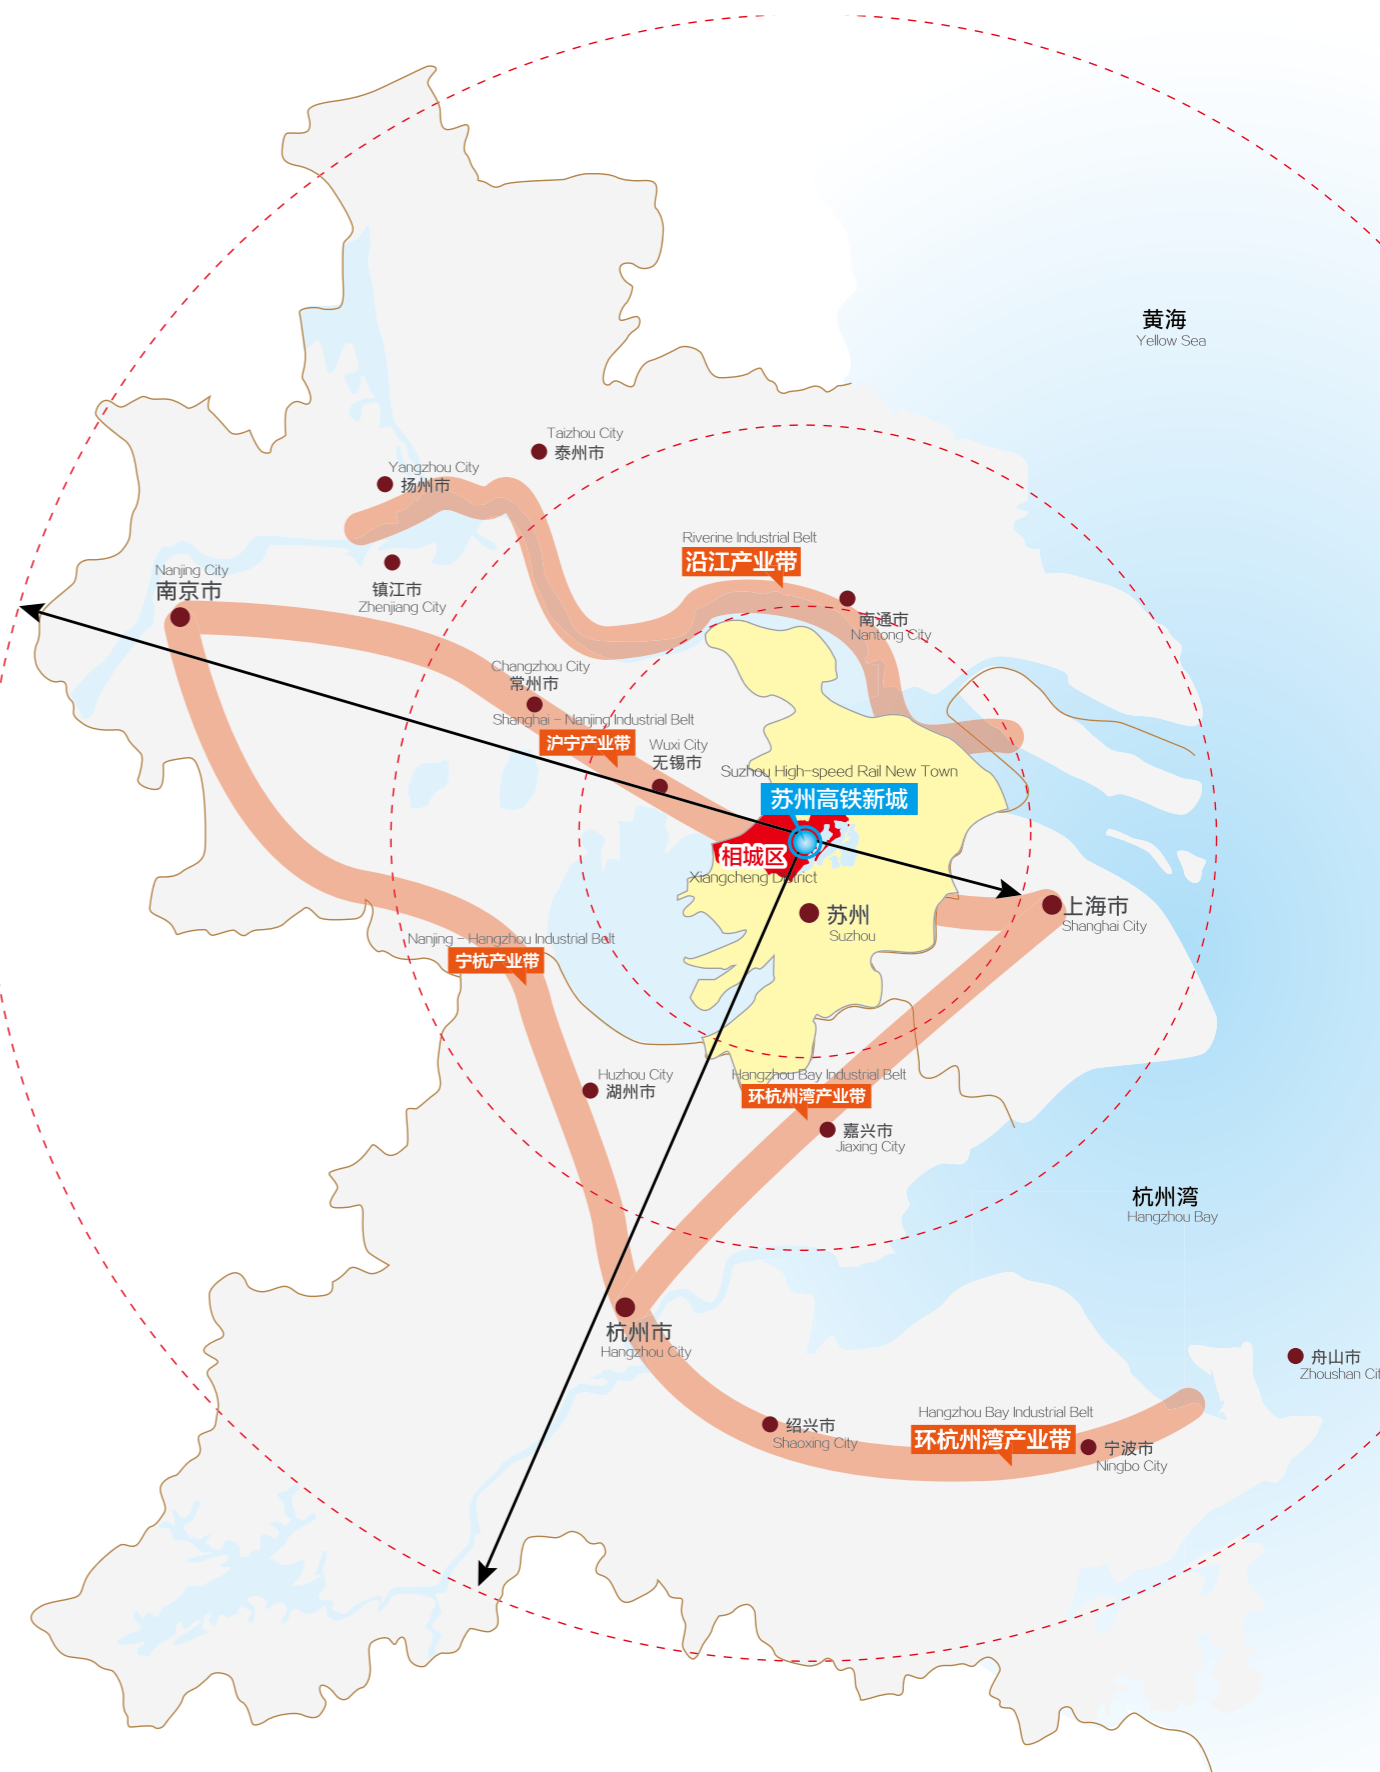 黄海
Yellow Sea
Taizhou City
泰州市
Yangzhou City
扬州市
Riverine Industrial Belt
沿江产业带
Nanjing City
南京市
镇江市
Zhenjiang City
南通市
Nantong City
Changzhou City
常州市
Shanghai - Nanjing Industrial Belt
沪宁产业带
Wuxi City
无锡市
Suzhou High-speed Rail New Town
苏州高铁新城
相城区
Xiangcheng District
苏州
Suzhou
上海市
Shanghai City
Nanjing - Hangzhou Industrial Belt
宁杭产业带
Huzhou City
湖州市
Hangzhou Bay Industrial Belt
环杭州湾产业带
嘉兴市
Jiaxing City
杭州湾
Hangzhou Bay
杭州市
Hangzhou City
舟山市
Zhoushan Cit
Hangzhou Bay Industrial Belt
环杭州湾产业带
绍兴市
Shaoxing City
宁波市
Ningbo City